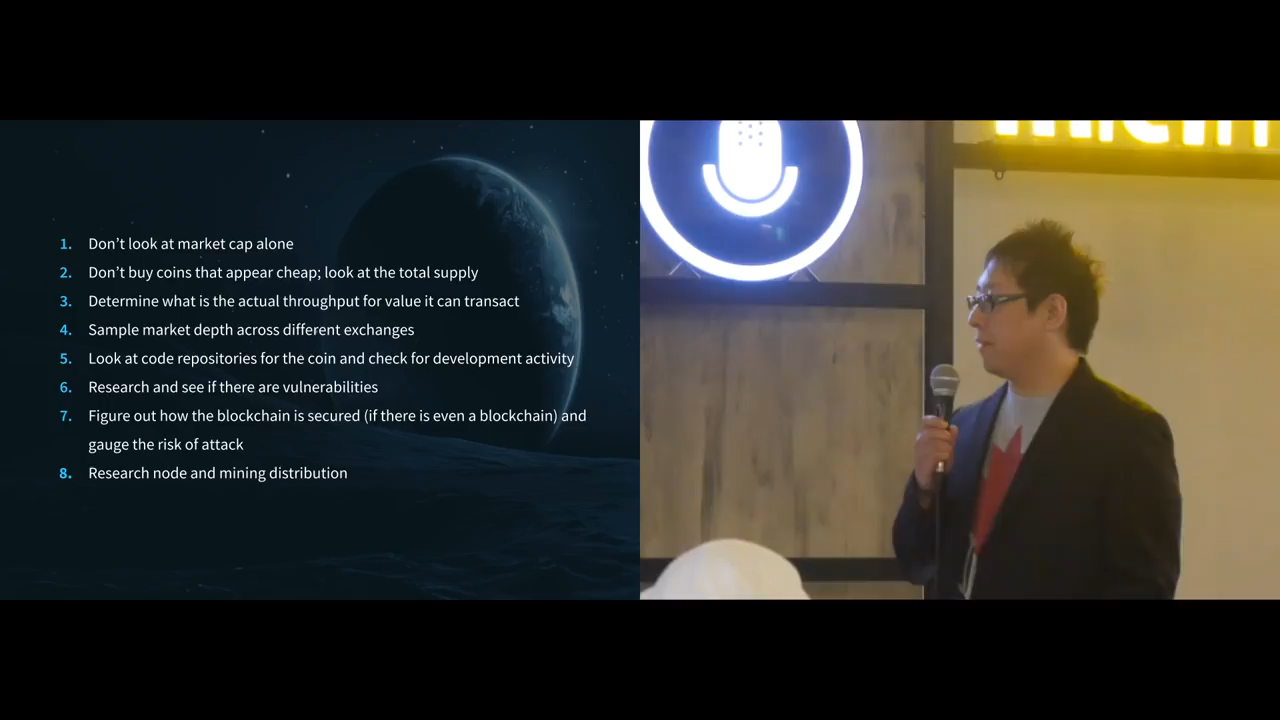 1. Don’t look at market cap alone
2. Don’t buy coins that appear cheap; look at the total supply
3. Determine what is the actual throughput for value it can transact
4. Sample market depth across different exchanges
5. Look at code repositories for the coin and check for development activity
6. Research and see if there are vulnerabilities
7. Figure out how the blockchain is secured (if there is even a blockchain) and
gauge the risk of attack
8. Research node and mining distribution